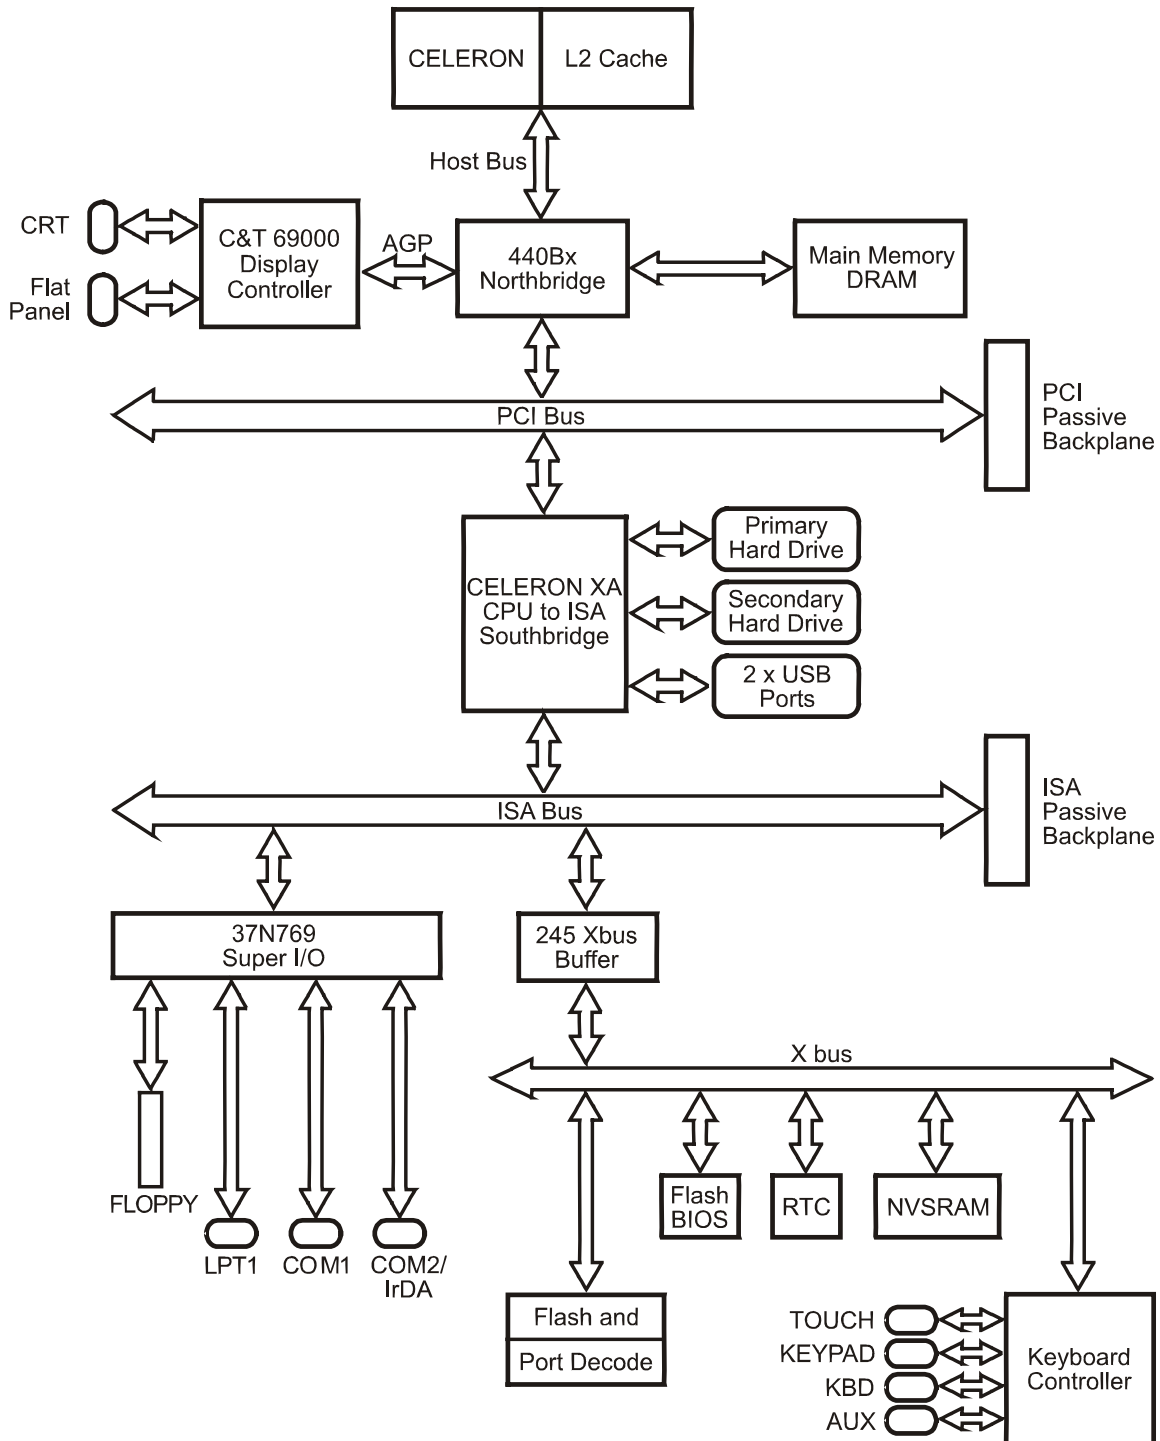 CELERON
L2 Cache
Host Bus
CRT
C&T 69000
Display
Controller
AGP
440Bx
Northbridge
Main Memory
DRAM
Flat
Panel
PCI Bus
PCI
Passive
Backplane
CELERON XA
CPU to ISA
Southbridge
Primary
Hard Drive
Secondary
Hard Drive
2 x USB
Ports
ISA Bus
ISA
Passive
Backplane
37N769
Super I/O
245 Xbus
Buffer
X bus
FLOPPY
LPT1
COM1
COM2/
IrDA
Flash
BIOS
RTC
NVSRAM
Flash and
Port Decode
TOUCH
KEYPAD
KBD
AUX
Keyboard
Controller